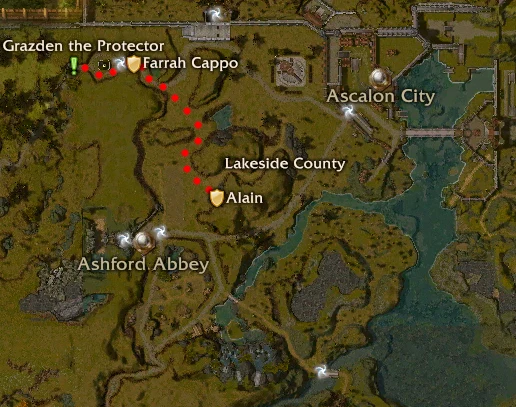 Grazden the Protector
Farrah Cappo
Ascalon City
Lakeside County
Alain
Ashford Abbey